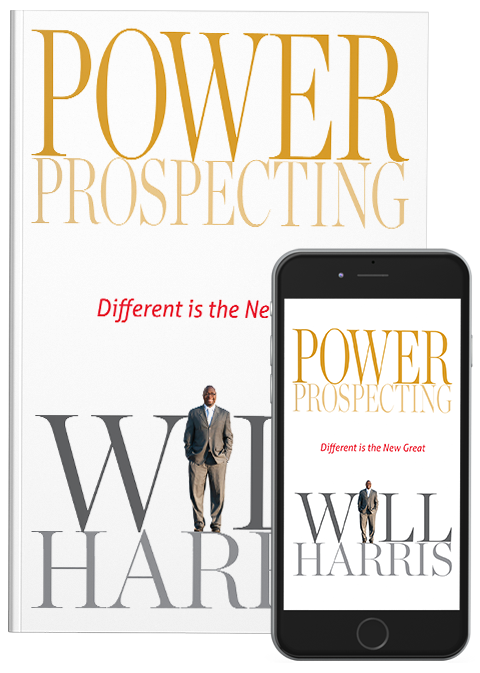 POWER
PROSPECTING
Different is the
POWER
PROSPECTING
Different is the New Great
WILL
HARRIS